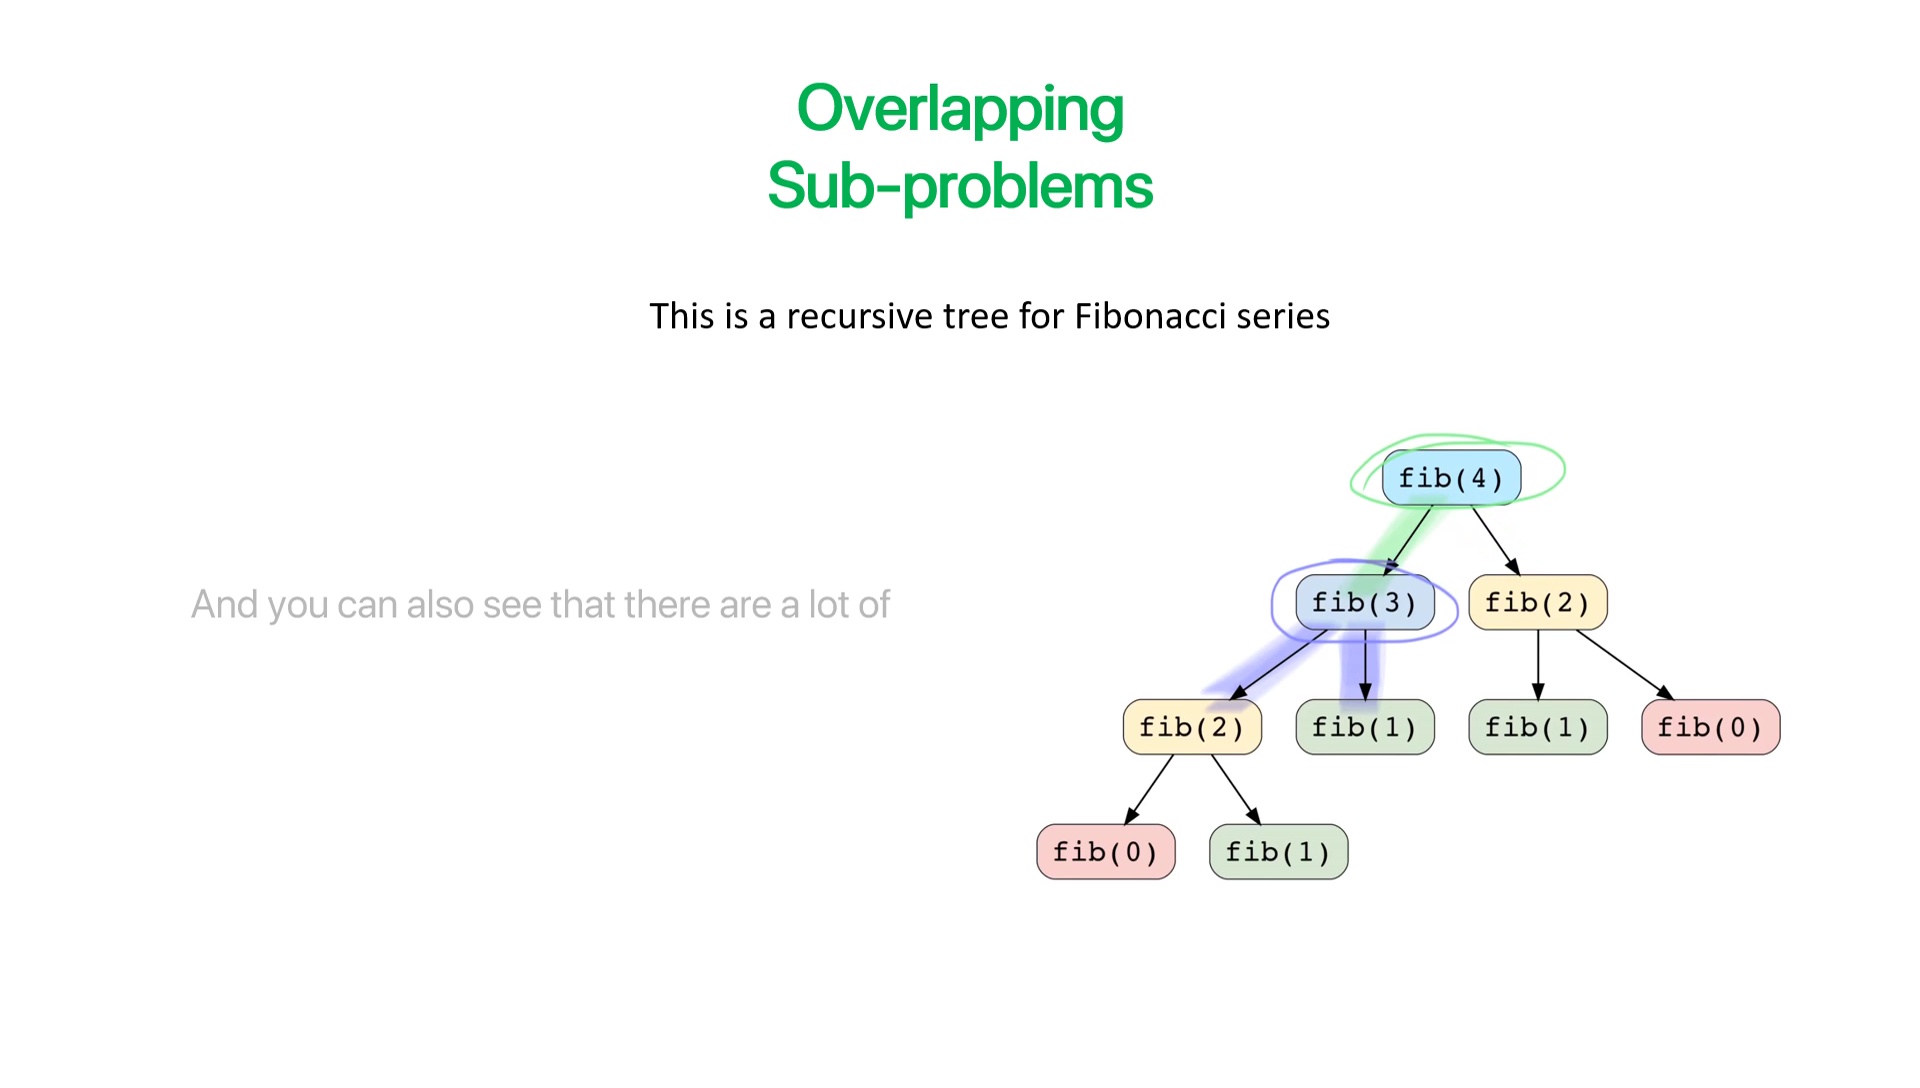 Overlapping
Sub-problems
This is a recursive tree for Fibonacci series
And you can also see that there are a lot of
fib(4)
fib(3)
fib(2)
fib(2)
fib(1)
fib(1)
fib(0)
fib(0)
fib(1)